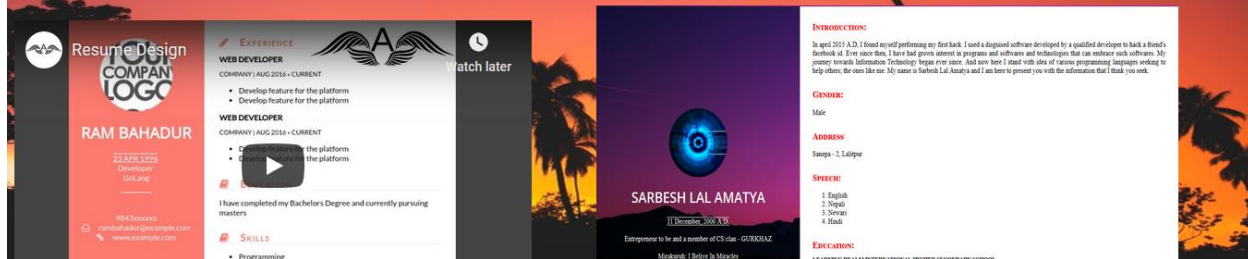 Resume Design
YOUR
COMPANY
LOGO
RAM BAHADUR
23 APR 1996
Developer
GoLang
9843xxxxxx
rambahadur@example.com
www.example.com
EXPERIENCE
WEB DEVELOPER
COMPANY | AUG 2016 - CURRENT
• Develop feature for the platform
• Develop feature for the platform
WEB DEVELOPER
COMPANY | AUG 2016 - CURRENT
• Develop feature for the platform
• Develop feature for the platform
EDUCATION
I have completed my Bachelors Degree and currently pursuing
masters
SKILLS
• Programming
A
Watch later
SARBESH LAL AMATYA
11 December, 2000 A.D.
Entrepreneur to be and a member of CS:clan - GURKHAZ
Mirakuruh: I Believe In Miracles
INTRODUCTION:
In april 2015 A.D, I found myself performing my first hack. I used a disguised software developed by a qualified developer to hack a friend's
facebook id. Ever since then, I have had grown interest in programs and softwares and technologies that can embrace such softwares. My
journey towards Information Technology began ever since. And now here I stand with idea of various programming languages seeking to
help others; the ones like me. My name is Sarbesh Lal Amatya and I am here to present you with the information that I think you seek.
GENDER:
Male
ADDRESS
Sanepa - 2, Lalitpur
SPEECH:
1. English
2. Nepali
3. Newari
4. Hindi
EDUCATION: